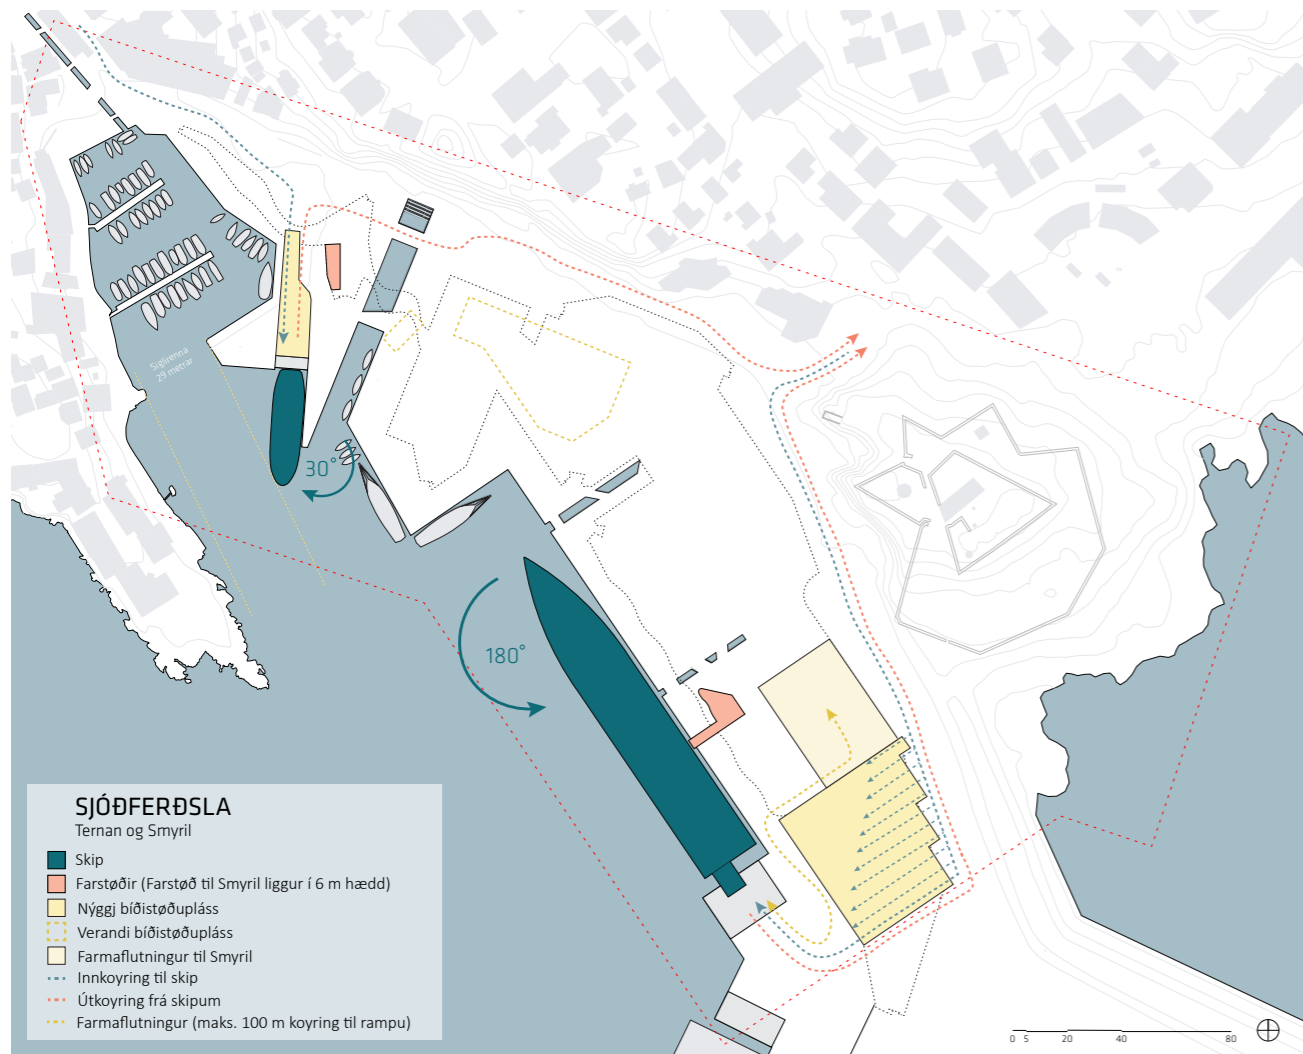 Siglirenna
29 metrar
30°
180°
SJÓÐFERÐSLA
Ternan og Smyril
Skip
Farstøðir (Farstøð til Smyril liggur í 6 m hædd)
Nýggj bíðistøðupláss
Verandi bíðistøðupláss
Farmaflutningur til Smyril
Innkoyring til skip
Útkoyring frá skipum
Farmaflutningur (maks. 100 m koyring til rampu)
0 5 20 40 80